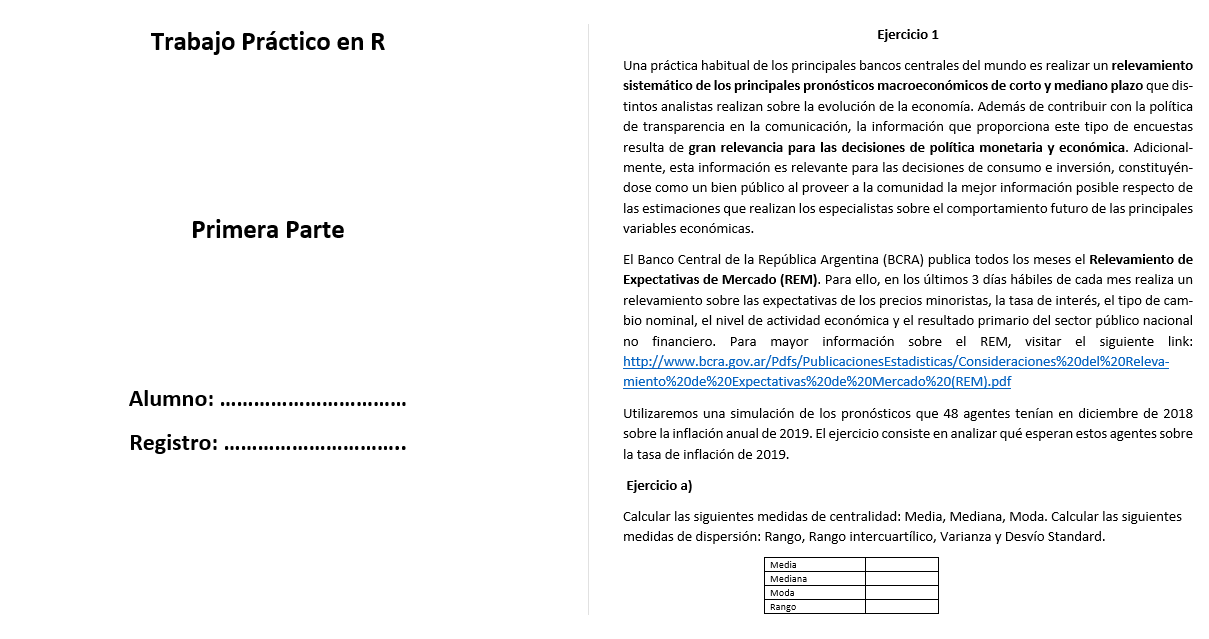 Trabajo Práctico en R
Primera Parte
Alumno: ……………………………
Registro: …………………………..
Ejercicio 1
Una práctica habitual de los principales bancos centrales del mundo es realizar un relevamiento
sistemático de los principales pronósticos macroeconómicos de corto y mediano plazo que dis-
tintos analistas realizan sobre la evolución de la economía. Además de contribuir con la política
de transparencia en la comunicación, la información que proporciona este tipo de encuestas
resulta de gran relevancia para las decisiones de política monetaria y económica. Adicional-
mente, esta información es relevante para las decisiones de consumo e inversión, constituyén-
dose como un bien público al proveer a la comunidad la mejor información posible respecto de
las estimaciones que realizan los especialistas sobre el comportamiento futuro de las principales
variables económicas.
El Banco Central de la República Argentina (BCRA) publica todos los meses el Relevamiento de
Expectativas de Mercado (REM). Para ello, en los últimos 3 días hábiles de cada mes realiza un
relevamiento sobre las expectativas de los precios minoristas, la tasa de interés, el tipo de cam-
bio nominal, el nivel de actividad económica y el resultado primario del sector público nacional
no financiero. Para mayor información sobre el REM, visitar el siguiente link:
http://www.bcra.gov.ar/Pdfs/PublicacionesEstadisticas/Consideraciones%20del%20Releva-
miento%20de%20Expectativas%20de%20Mercado%20(REM).pdf
Utilizaremos una simulación de los pronósticos que 48 agentes tenían en diciembre de 2018
sobre la inflación anual de 2019. El ejercicio consiste en analizar qué esperan estos agentes sobre
la tasa de inflación de 2019.
Ejercicio a)
Calcular las siguientes medidas de centralidad: Media, Mediana, Moda. Calcular las siguientes
medidas de dispersión: Rango, Rango intercuartílico, Varianza y Desvío Standard.
Media
Mediana
Moda
Rango